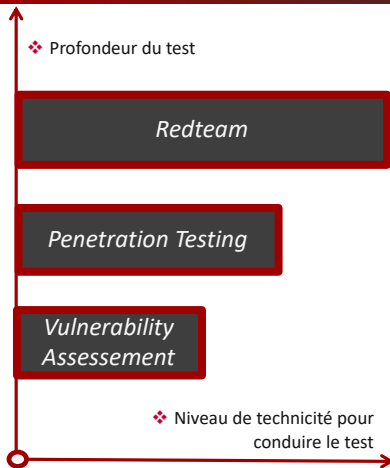 Profondeur du test
Redteam
Penetration Testing
Vulnerability
Assessement
Niveau de technicité pour
conduire le test